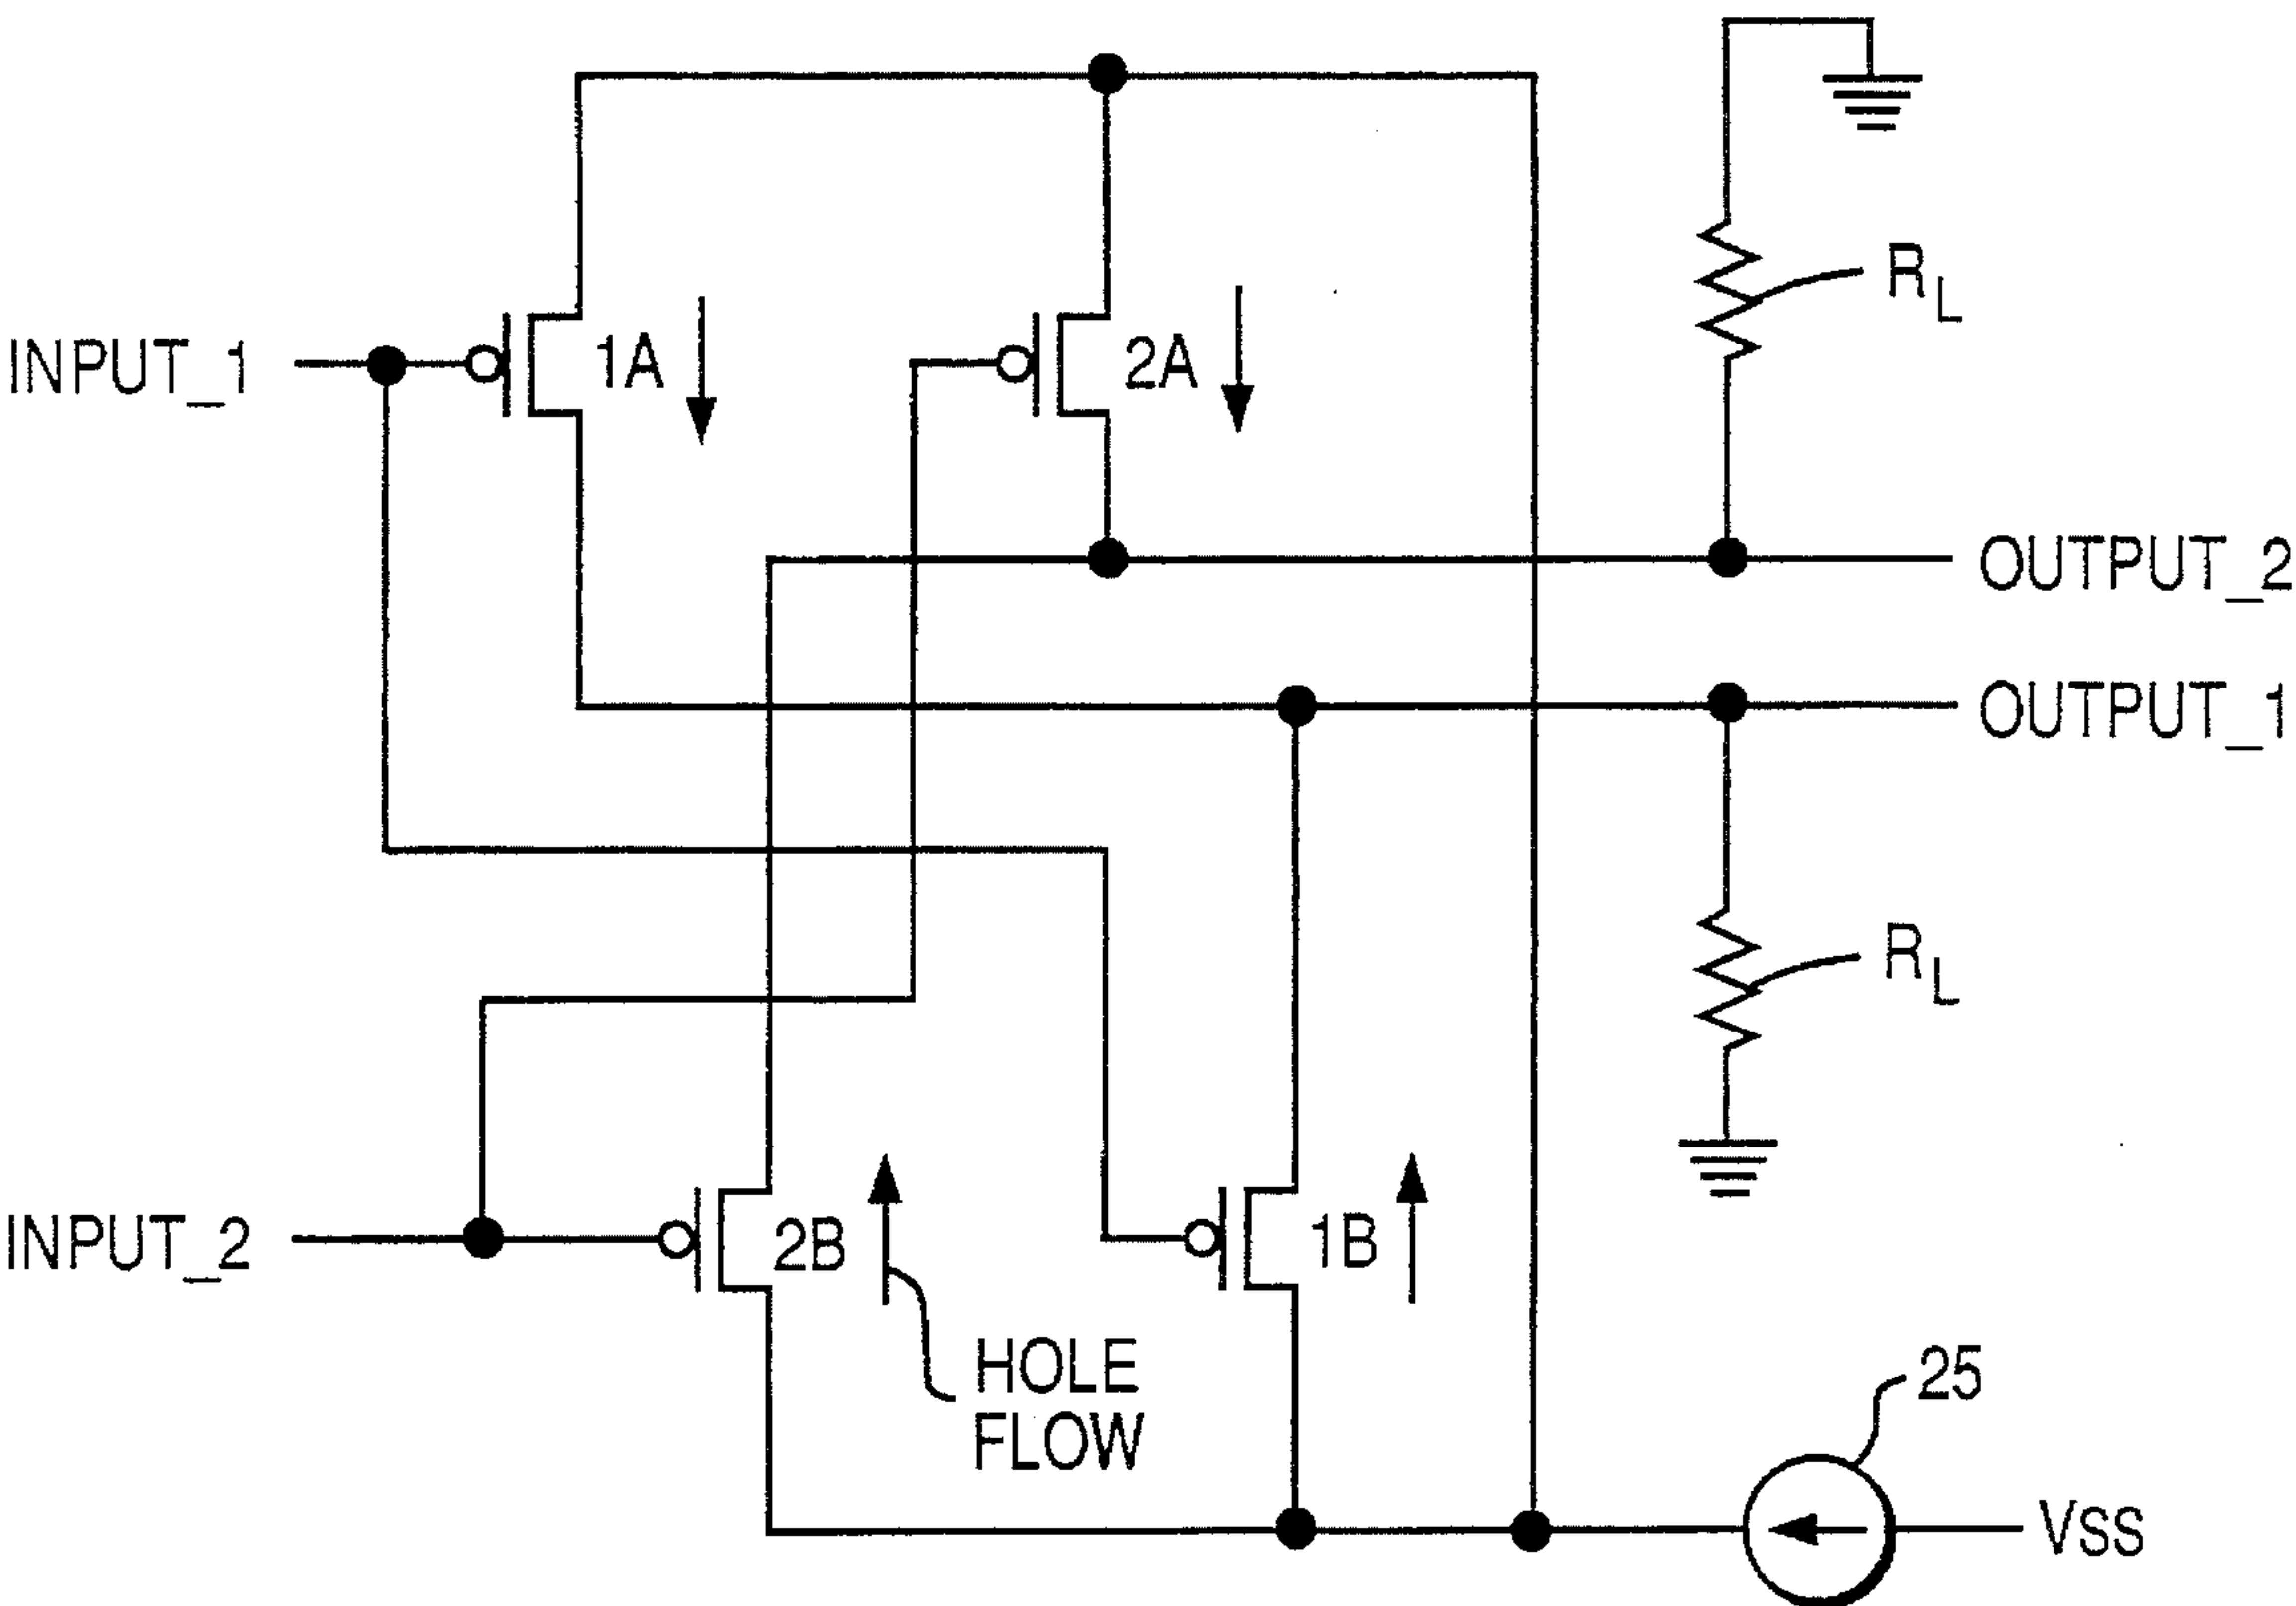 R_L
INPUT_1
1A
2A
OUTPUT_2
OUTPUT_1
R_L
INPUT_2
2B
1B
HOLE
FLOW
25
VSS